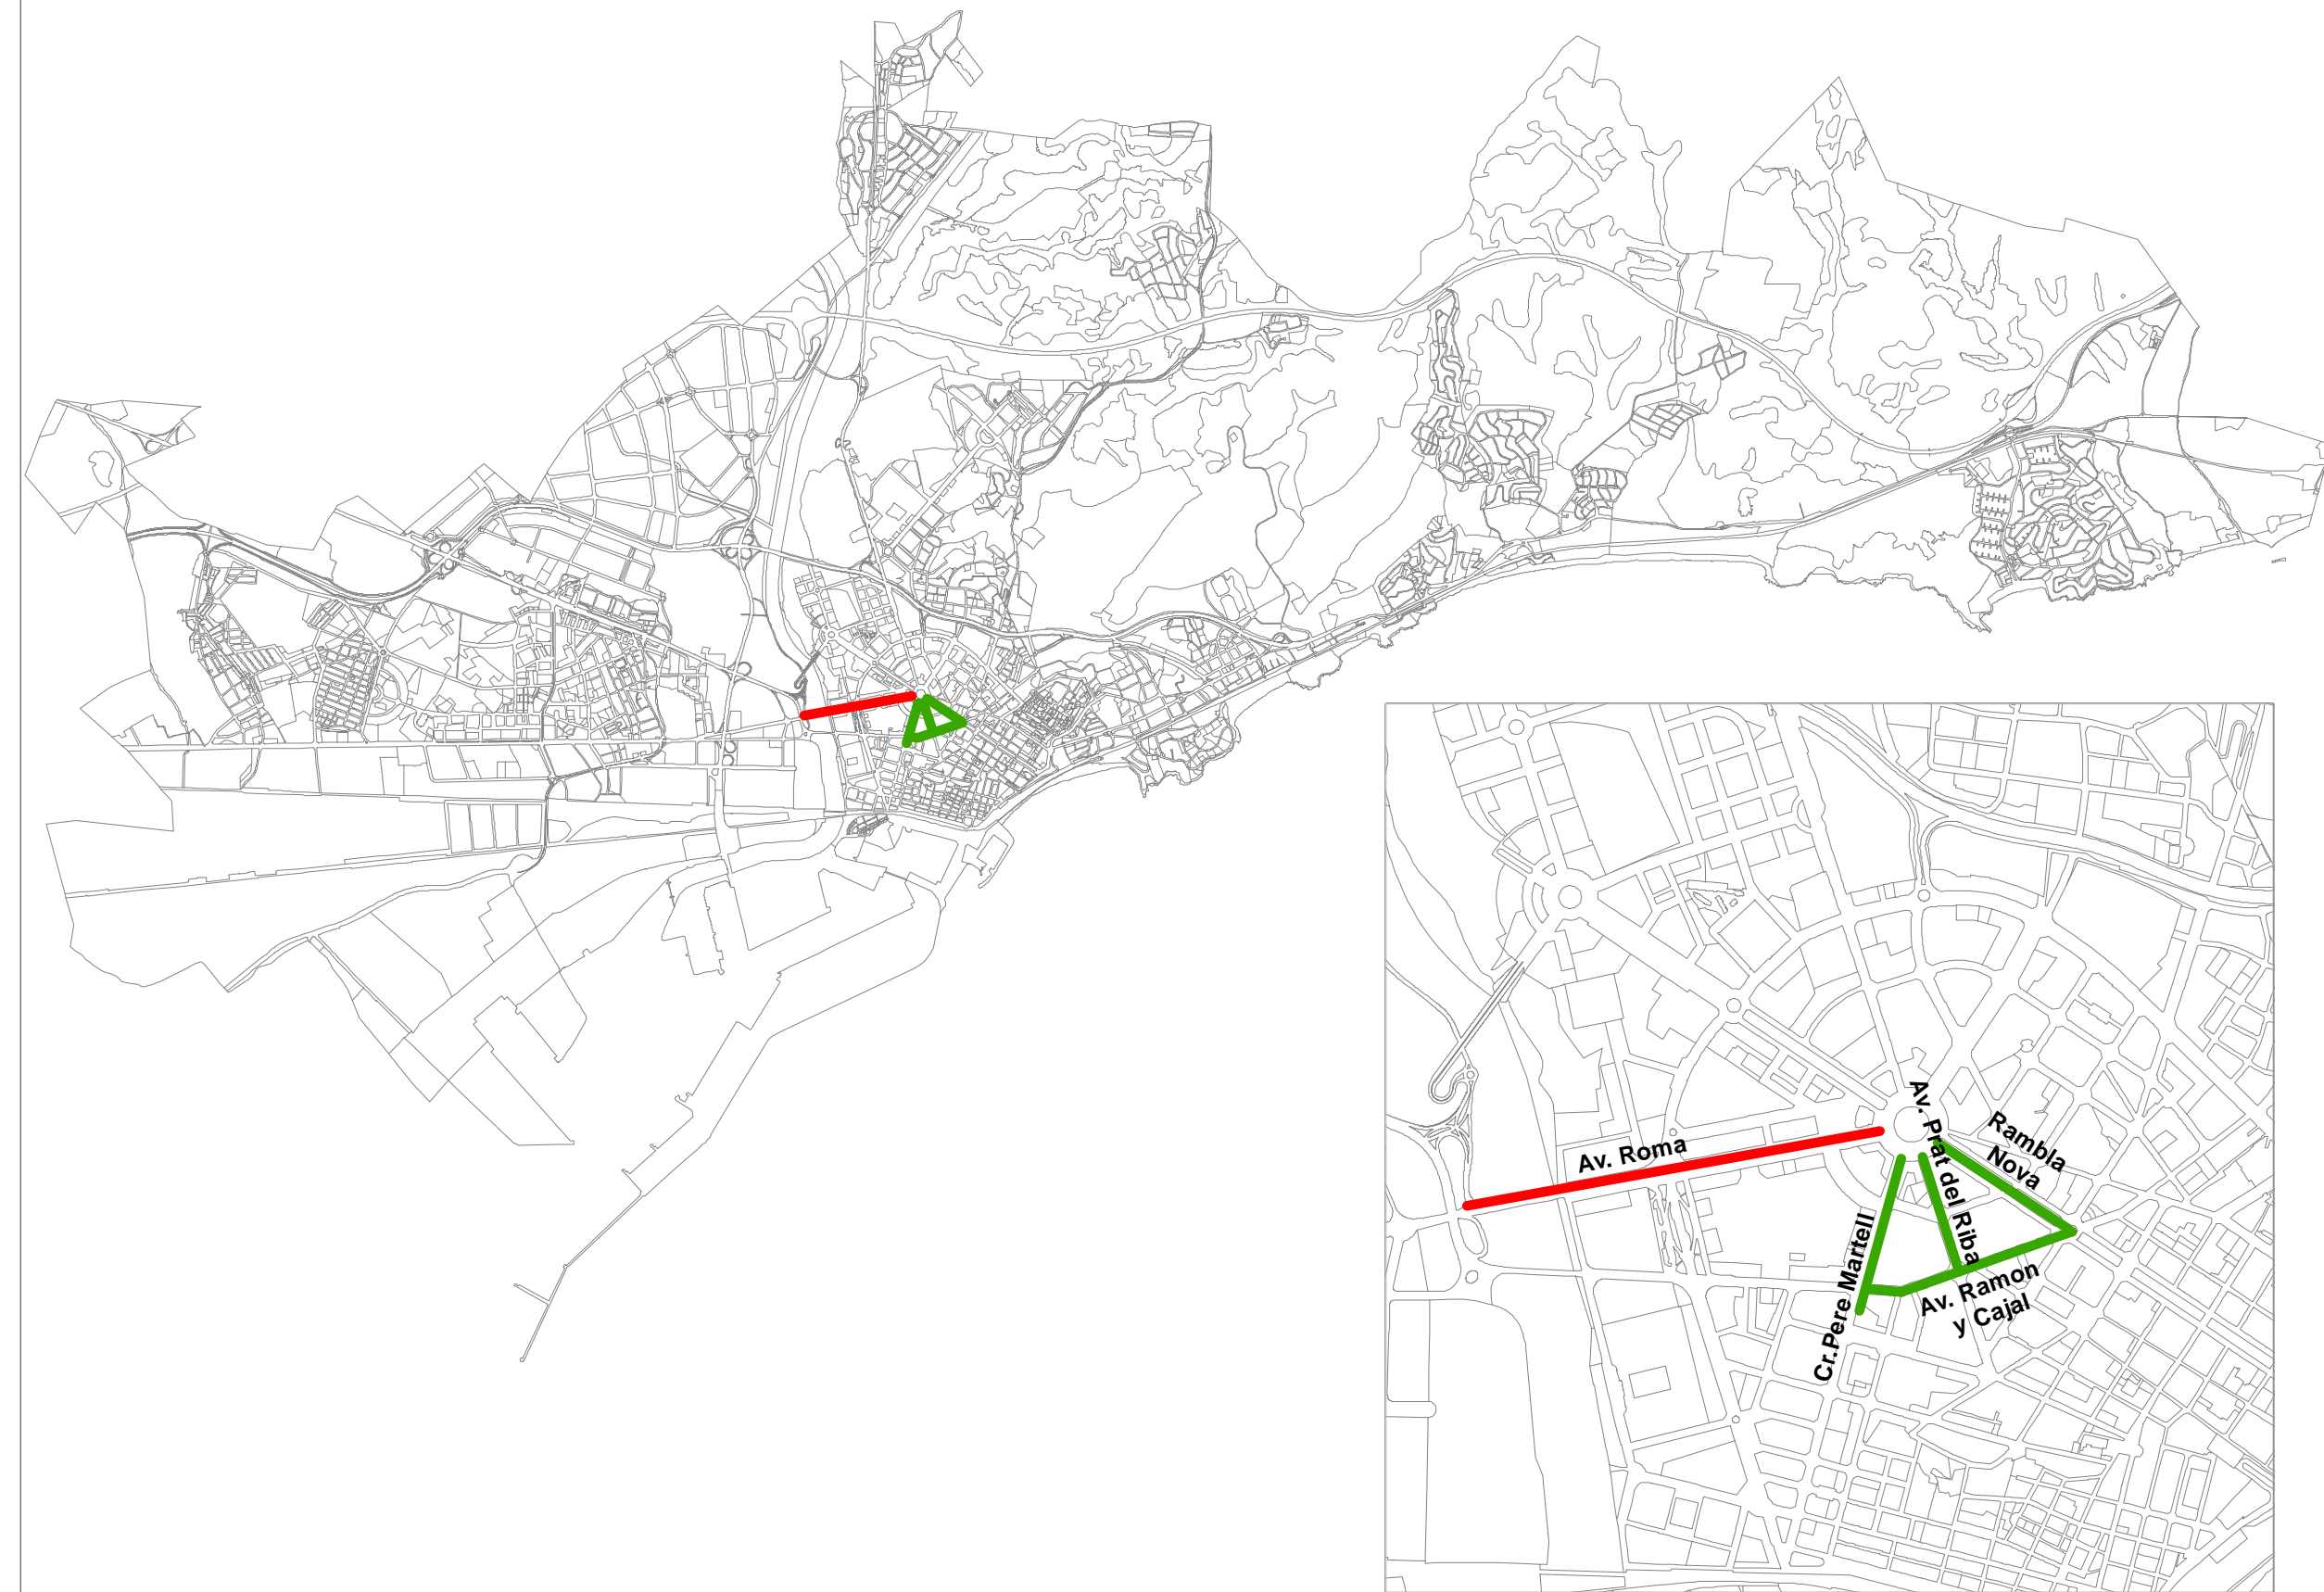 Av. Roma
Av. Prat del Riba
Rambla
Nova
Cr.Pere Martell
Av. Ramon
y Cajal